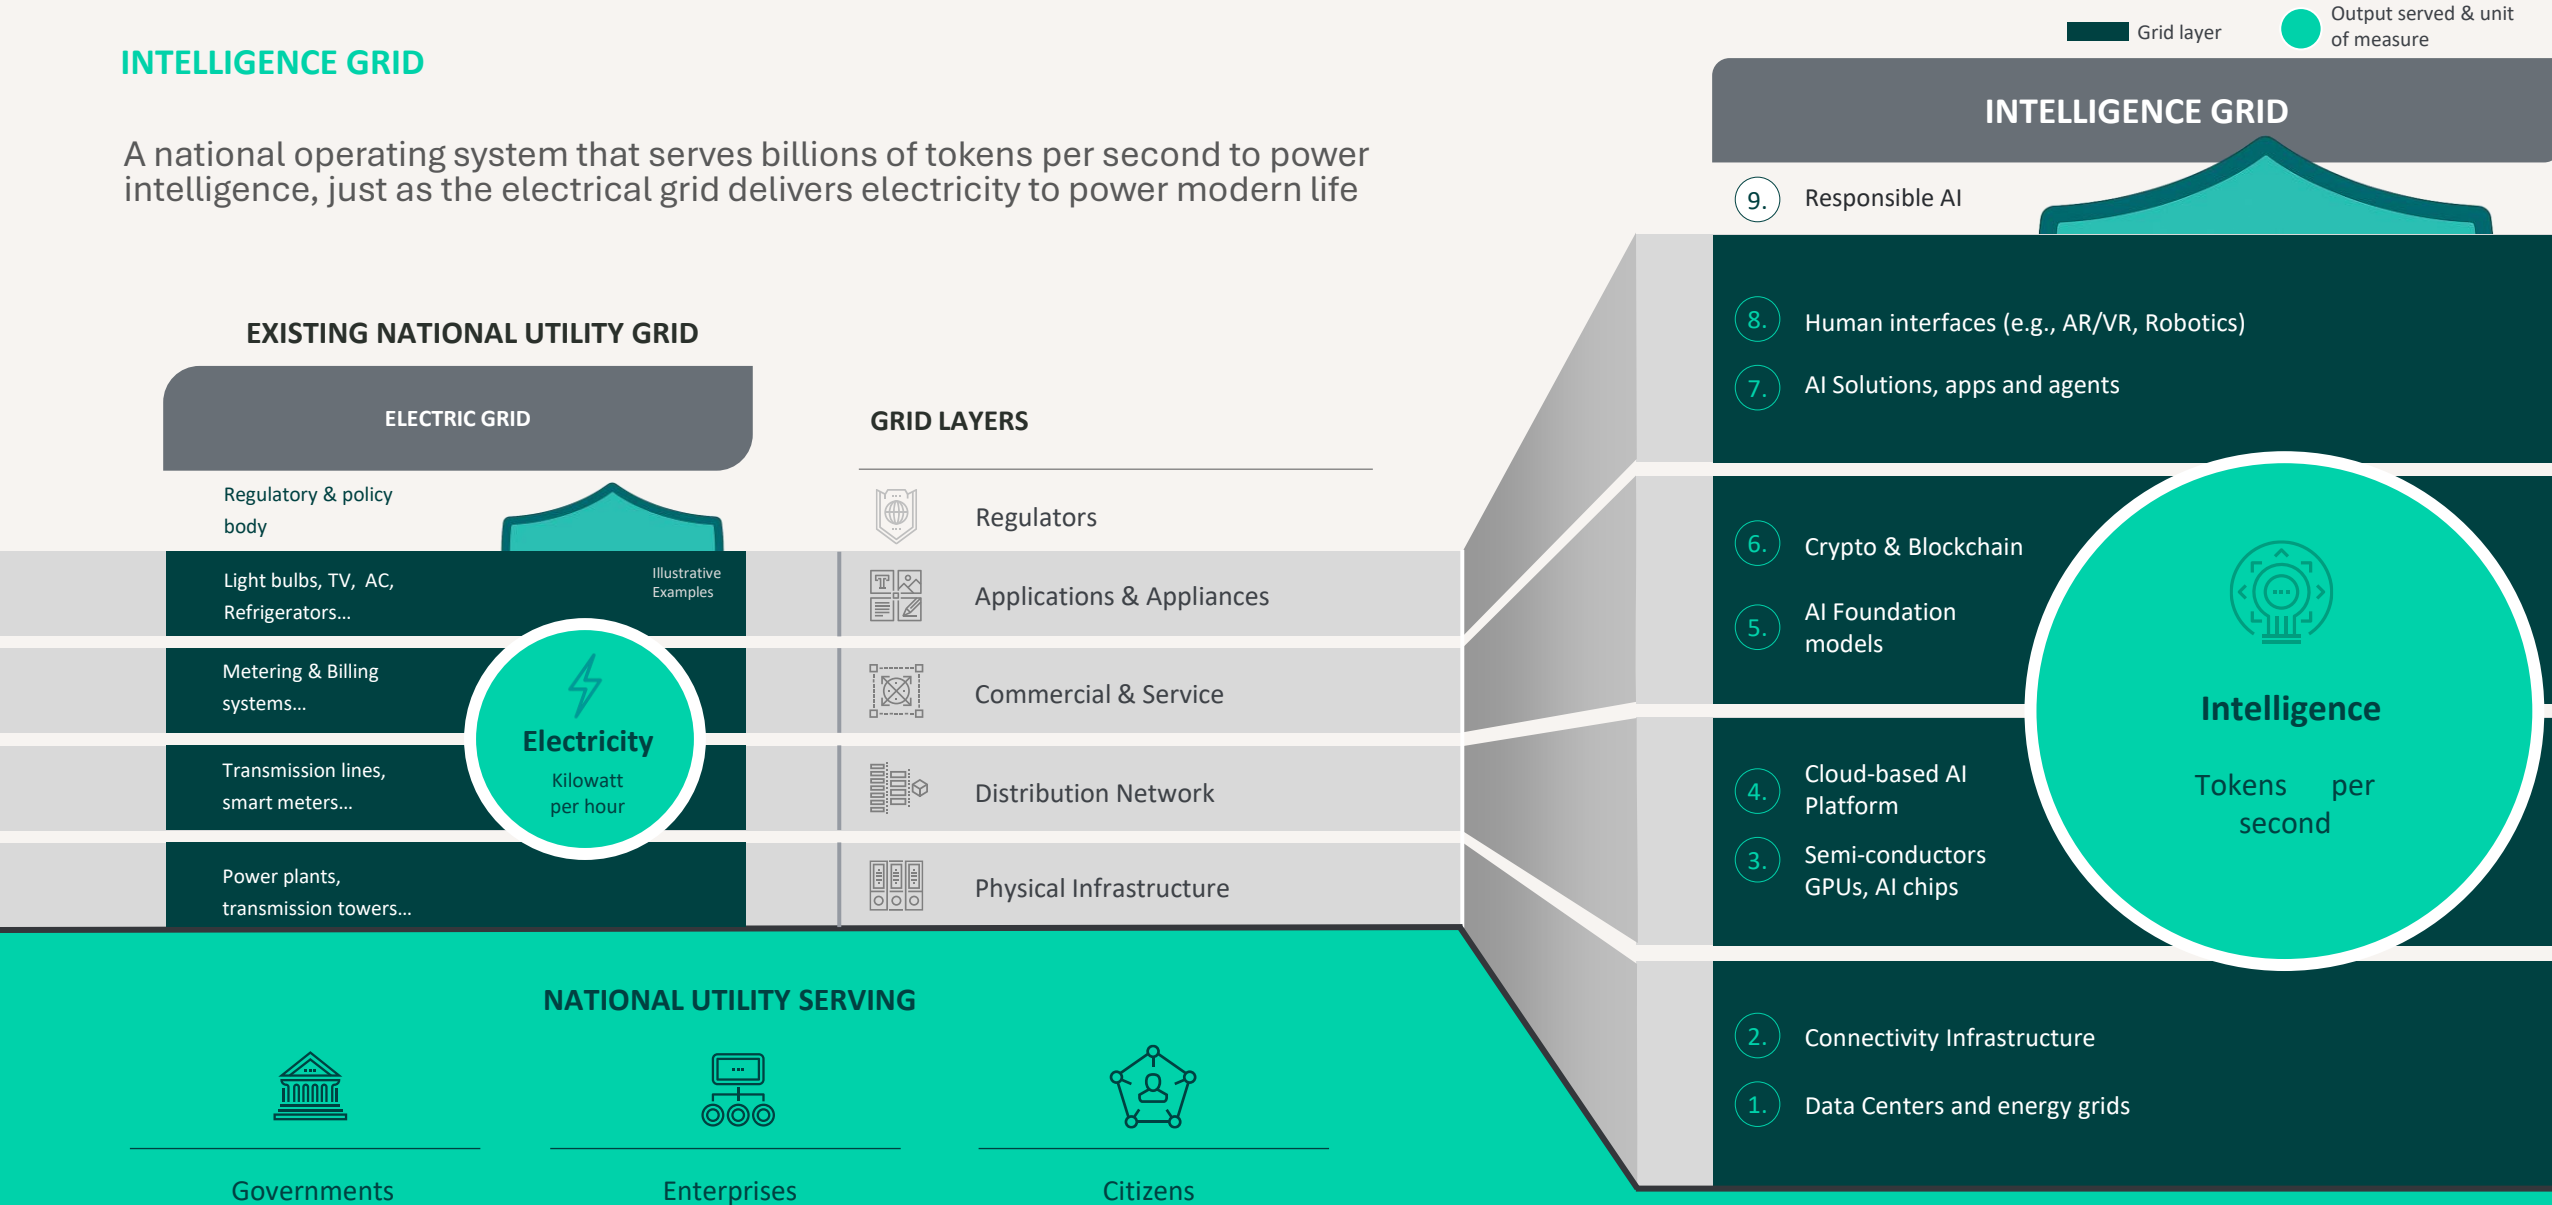 INTELLIGENCE GRID
A national operating system that serves billions of tokens per second to power
intelligence, just as the electrical grid delivers electricity to power modern life
EXISTING NATIONAL UTILITY GRID
ELECTRIC GRID
Regulatory & policy
body
Light bulbs, TV, AC,
Refrigerators...
Illustrative
Examples
Metering & Billing
systems...
Transmission lines,
smart meters...
Power plants,
transmission towers...
Electricity
Kilowatt
per hour
GRID LAYERS
Regulators
Applications & Appliances
Commercial & Service
Distribution Network
Physical Infrastructure
NATIONAL UTILITY SERVING
Governments
Enterprises
Citizens
Grid layer
Output served & unit
of measure
INTELLIGENCE GRID
9. Responsible AI
8. Human interfaces (e.g., AR/VR, Robotics)
7. AI Solutions, apps and agents
6. Crypto & Blockchain
5. AI Foundation
models
4. Cloud-based AI
Platform
3. Semi-conductors
GPUs, AI chips
2. Connectivity Infrastructure
1. Data Centers and energy grids
Intelligence
Tokens per
second